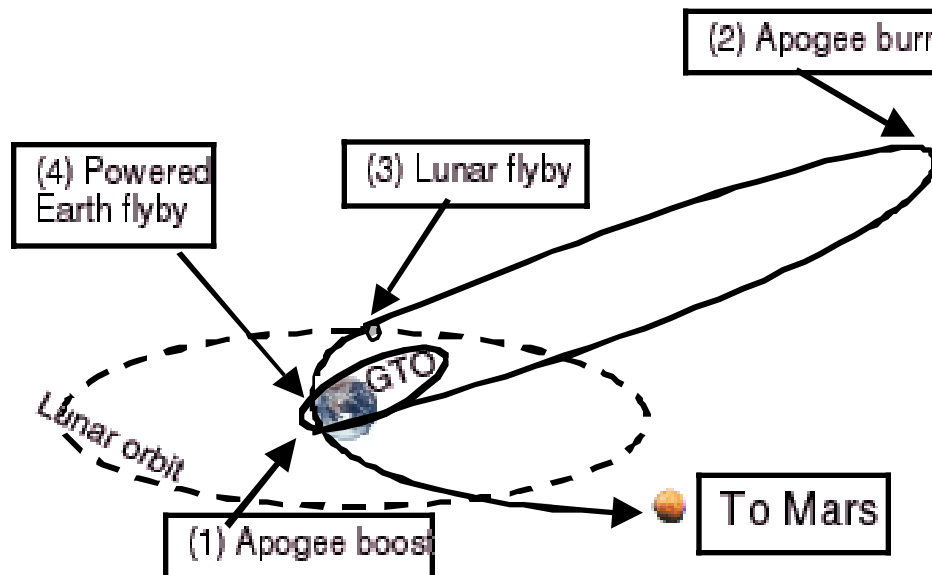 (2) Apogee burn
(4) Powered
Earth flyby
(3) Lunar flyby
GTO
Lunar orbit
To Mars
(1) Apogee boost